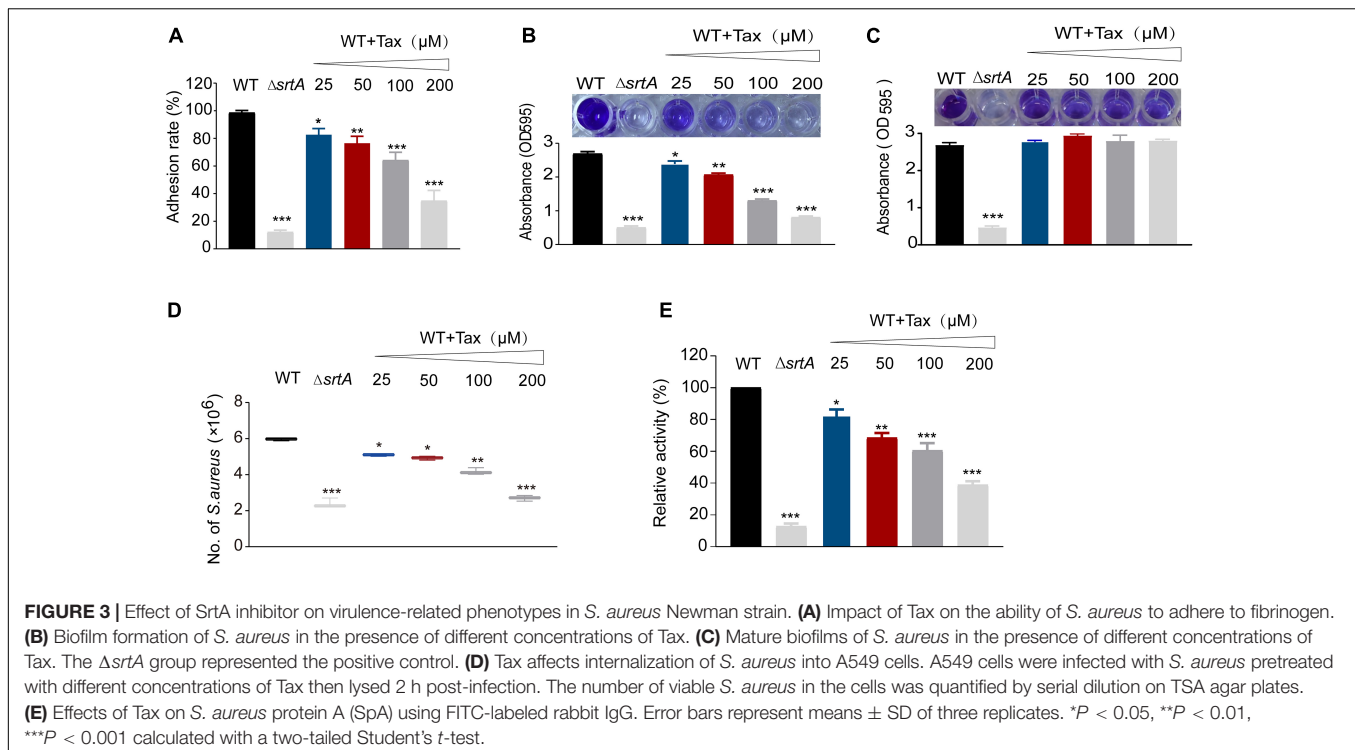 A
WT+Tax (μM)
WT ΔsrtA 25 50 100 200
Adhesion rate (%)
120
100
80
60
40
20
0
*** * ** *** ***
B
WT+Tax (μM)
WT ΔsrtA 25 50 100 200
Absorbance (OD595)
3
2
1
0
*** * ** *** ***
C
WT+Tax (μM)
WT ΔsrtA 25 50 100 200
Absorbance ( OD 595 )
3
2
1
0
***
D
WT+Tax (μM)
WT ΔsrtA 25 50 100 200
No. of S.aureus (×10⁶)
8
6
4
2
0
*** * * ** ***
E
WT+Tax (μM)
WT ΔsrtA 25 50 100 200
Relative activity (%)
120
100
80
60
40
20
0
*** * ** *** ***
FIGURE 3 | Effect of SrtA inhibitor on virulence-related phenotypes in S. aureus Newman strain. (A) Impact of Tax on the ability of S. aureus to adhere to fibrinogen.
(B) Biofilm formation of S. aureus in the presence of different concentrations of Tax. (C) Mature biofilms of S. aureus in the presence of different concentrations of
Tax. The ΔsrtA group represented the positive control. (D) Tax affects internalization of S. aureus into A549 cells. A549 cells were infected with S. aureus pretreated
with different concentrations of Tax then lysed 2 h post-infection. The number of viable S. aureus in the cells was quantified by serial dilution on TSA agar plates.
(E) Effects of Tax on S. aureus protein A (SpA) using FITC-labeled rabbit IgG. Error bars represent means ± SD of three replicates. *P < 0.05, **P < 0.01,
***P < 0.001 calculated with a two-tailed Student's t-test.